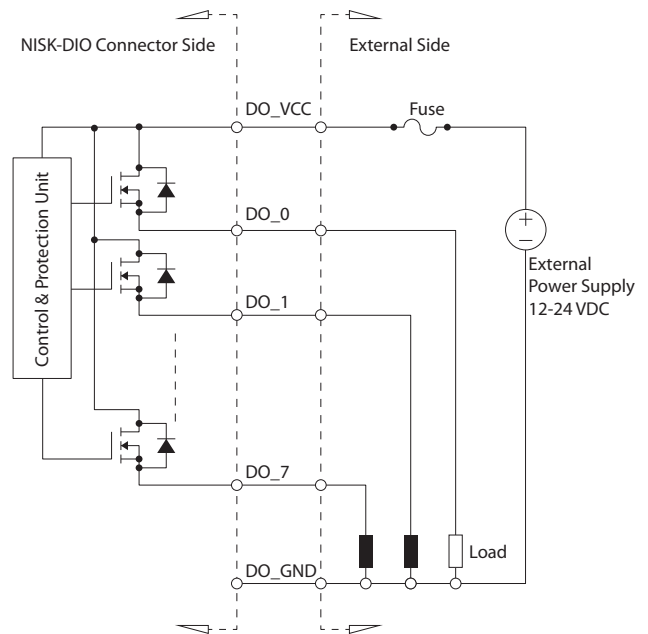 NISK-DIO Connector Side
External Side
DO_VCC
Fuse
Control & Protection Unit
DO_0
+
−
External
Power Supply
12-24 VDC
DO_1
DO_7
Load
DO_GND